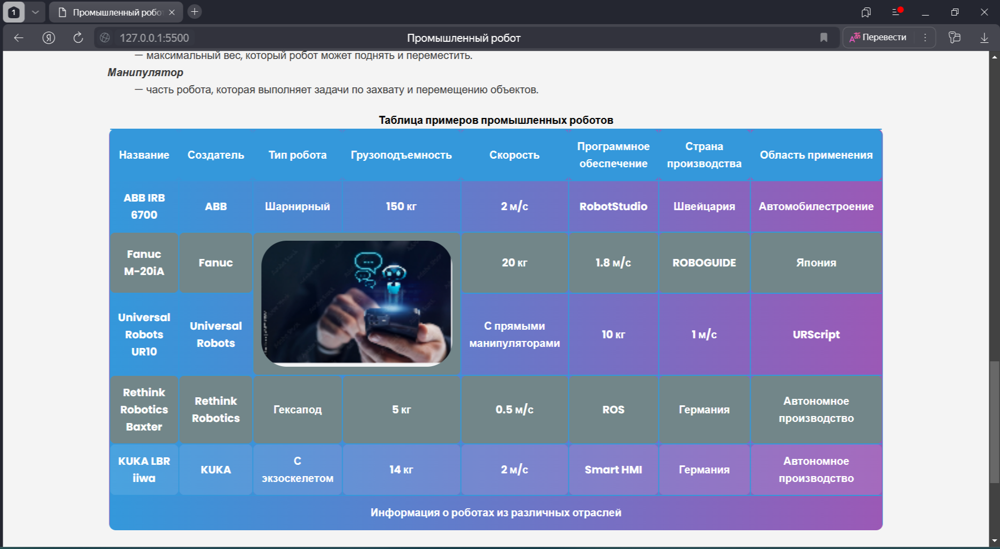 1
Промышленный робо
127.0.0.1:5500
Промышленный робот
Перевести
— максимальный вес, который робот может поднять и переместить.
Манипулятор
— часть робота, которая выполняет задачи по захвату и перемещению объектов.
Таблица примеров промышленных роботов
Название Создатель Тип робота Грузоподъемность Скорость Программное обеспечение Страна производства Область применения
ABB IRB 6700 ABB Шарнирный 150 кг 2 м/с RobotStudio Швейцария Автомобилестроение
Fanuc M-20iA Fanuc 20 кг 1.8 м/с ROBOGUIDE Япония
Universal Robots UR10 Universal Robots С прямыми манипуляторами 10 кг 1 м/с URScript
Rethink Robotics Baxter Rethink Robotics Гексапод 5 кг 0.5 м/с ROS Германия Автономное производство
KUKA LBR iiwa KUKA С экзоскелетом 14 кг 2 м/с Smart HMI Германия Автономное производство
Информация о роботах из различных отраслей